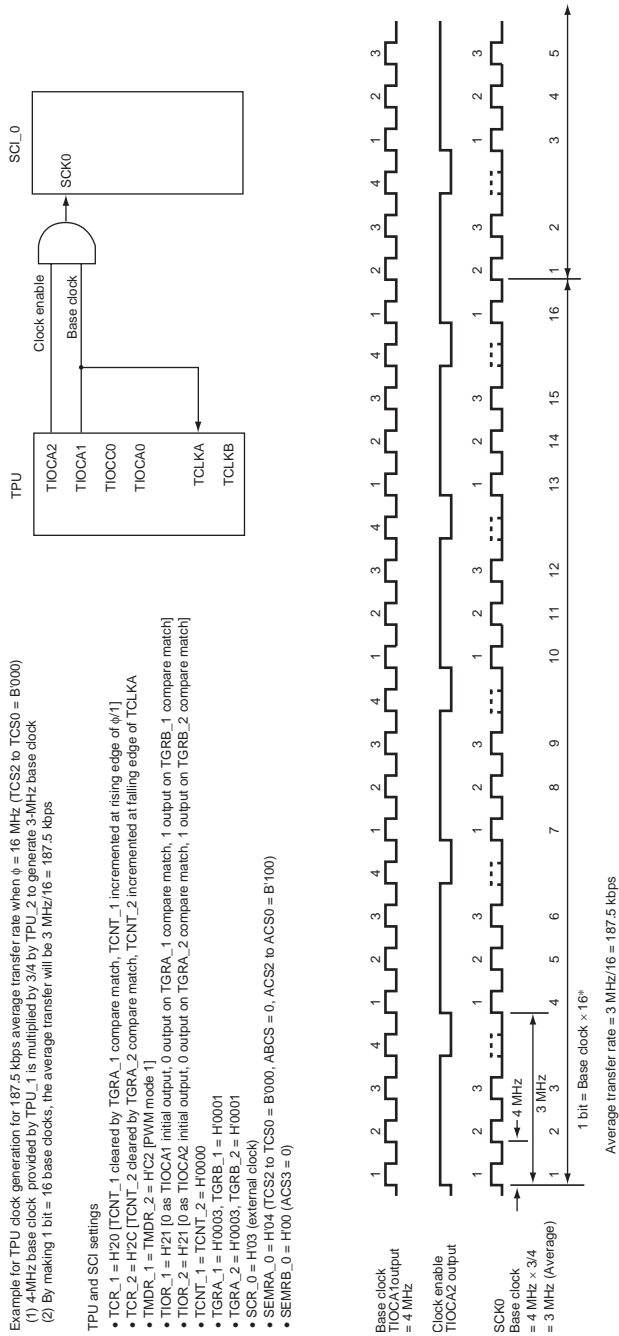 Example for TPU clock generation for 187.5 kbps average transfer rate when ϕ = 16 MHz (TCS2 to TCS0 = B'000)
(1) 4-MHz base clock provided by TPU_1 is multiplied by 3/4 by TPU_2 to generate 3-MHz base clock
(2) By making 1 bit = 16 base clocks, the average transfer will be 3 MHz/16 = 187.5 kbps
TPU and SCI settings
• TCR_1 = H'20 [TCNT_1 cleared by TGRA_1 compare match, TCNT_1 incremented at rising edge of ϕ/1]
• TCR_2 = H'2C [TCNT_2 cleared by TGRA_2 compare match, TCNT_2 incremented at falling edge of TCLKA
• TMDR_1 = TMDR_2 = H'C2 [PWM mode 1]
• TIOR_1 = H'21 [0 as TIOCA1 initial output, 0 output on TGRA_1 compare match, 1 output on TGRB_1 compare match]
• TIOR_2 = H'21 [0 as TIOCA2 initial output, 0 output on TGRA_2 compare match, 1 output on TGRB_2 compare match]
• TCNT_1 = TCNT_2 = H'0000
• TGRA_1 = H'0003, TGRB_1 = H'0001
• TGRA_2 = H'0003, TGRB_2 = H'0001
• SCR_0 = H'03 (external clock)
• SEMRA_0 = H'04 (TCS2 to TCS0 = B'000, ABCS = 0, ACS2 to ACS0 = B'100)
• SEMRB_0 = H'00 (ACS3 = 0)
TPU
TIOCA2
TIOCA1
TIOCC0
TIOCA0
TCLKA
TCLKB
Clock enable
Base clock
SCI_0
SCK0
Base clock
TIOCA1output
= 4 MHz
1 2 3 4 1 2 3 4 1 2 3 4 1 2 3 4 1 2 3 4 1 2 3 4 1 2 3
Clock enable
TIOCA2 output
SCK0
Base clock
= 4 MHz × 3/4
= 3 MHz (Average)
1 2 3 1 2 3 1 2 3 1 2 3 1 2 3 1 2 3 1 2 3
4 MHz
3 MHz
1 2 3 4 5 6 7 8 9 10 11 12 13 14 15 16 1 2 3 4 5
1 bit = Base clock × 16*
Average transfer rate = 3 MHz/16 = 187.5 kbps